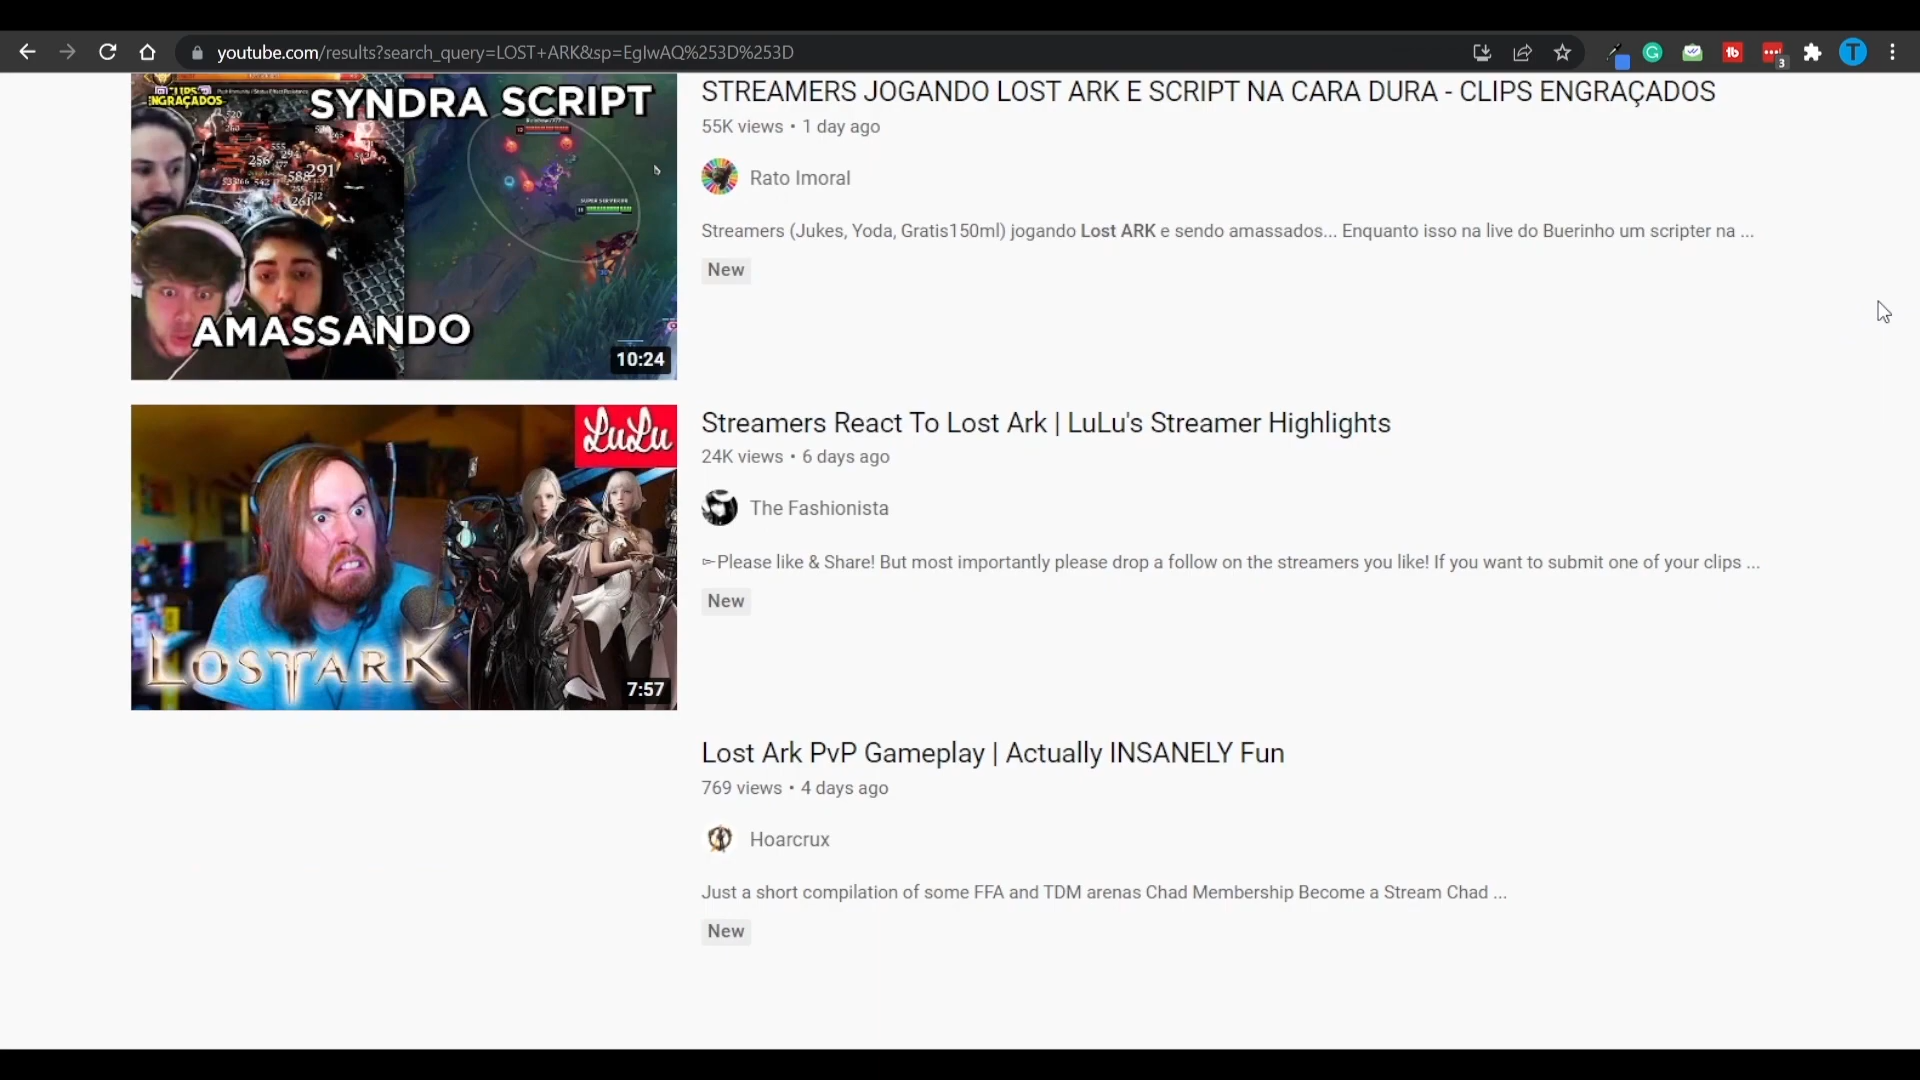 youtube.com/results?search_query=LOST+ARK&sp=EgIwAQ%253D%253D
3
T
CLIPS
ENGRAÇADOS
SYNDRA SCRIPT
AMASSANDO
10:24
STREAMERS JOGANDO LOST ARK E SCRIPT NA CARA DURA - CLIPS ENGRAÇADOS
55K views • 1 day ago
Rato Imoral
Streamers (Jukes, Yoda, Gratis150ml) jogando Lost ARK e sendo amassados... Enquanto isso na live do Buerinho um scripter na ...
New
LuLu
LOST ARK
7:57
Streamers React To Lost Ark | LuLu's Streamer Highlights
24K views • 6 days ago
The Fashionista
►Please like & Share! But most importantly please drop a follow on the streamers you like! If you want to submit one of your clips ...
New
Lost Ark PvP Gameplay | Actually INSANELY Fun
769 views • 4 days ago
Hoarcrux
Just a short compilation of some FFA and TDM arenas Chad Membership Become a Stream Chad ...
New